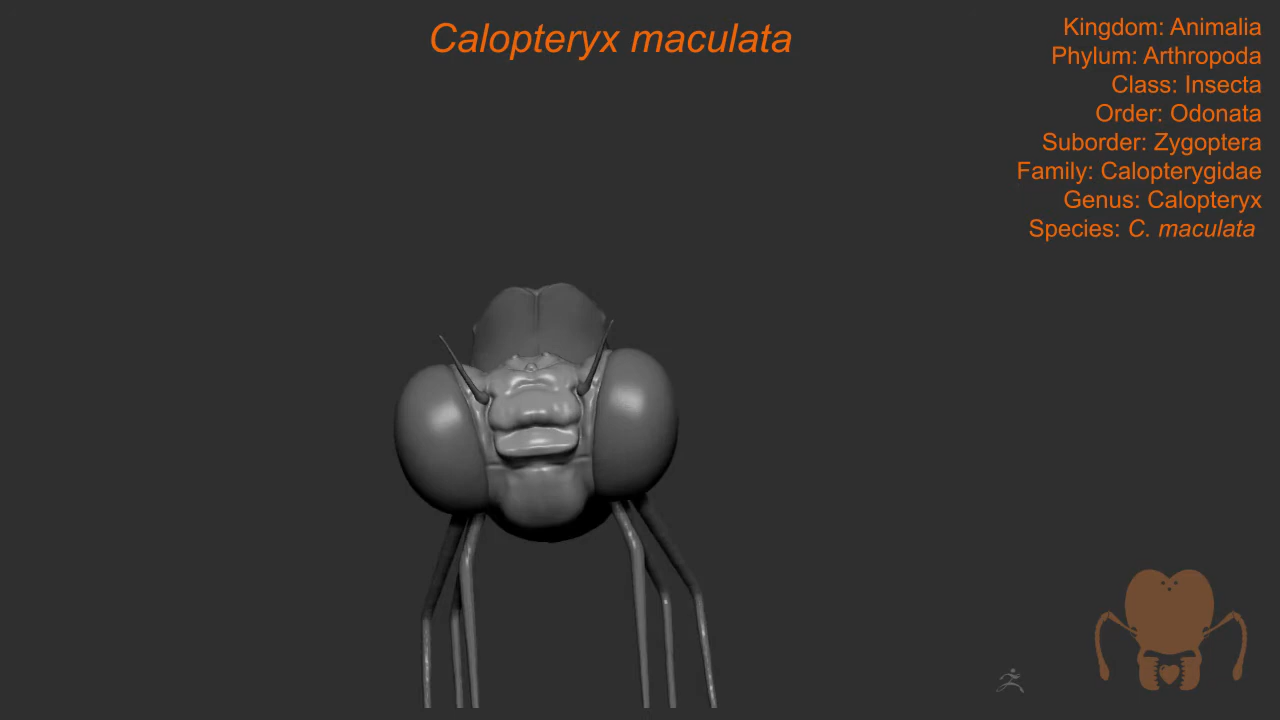 Calopteryx maculata
Kingdom: Animalia
Phylum: Arthropoda
Class: Insecta
Order: Odonata
Suborder: Zygoptera
Family: Calopterygidae
Genus: Calopteryx
Species: C. maculata